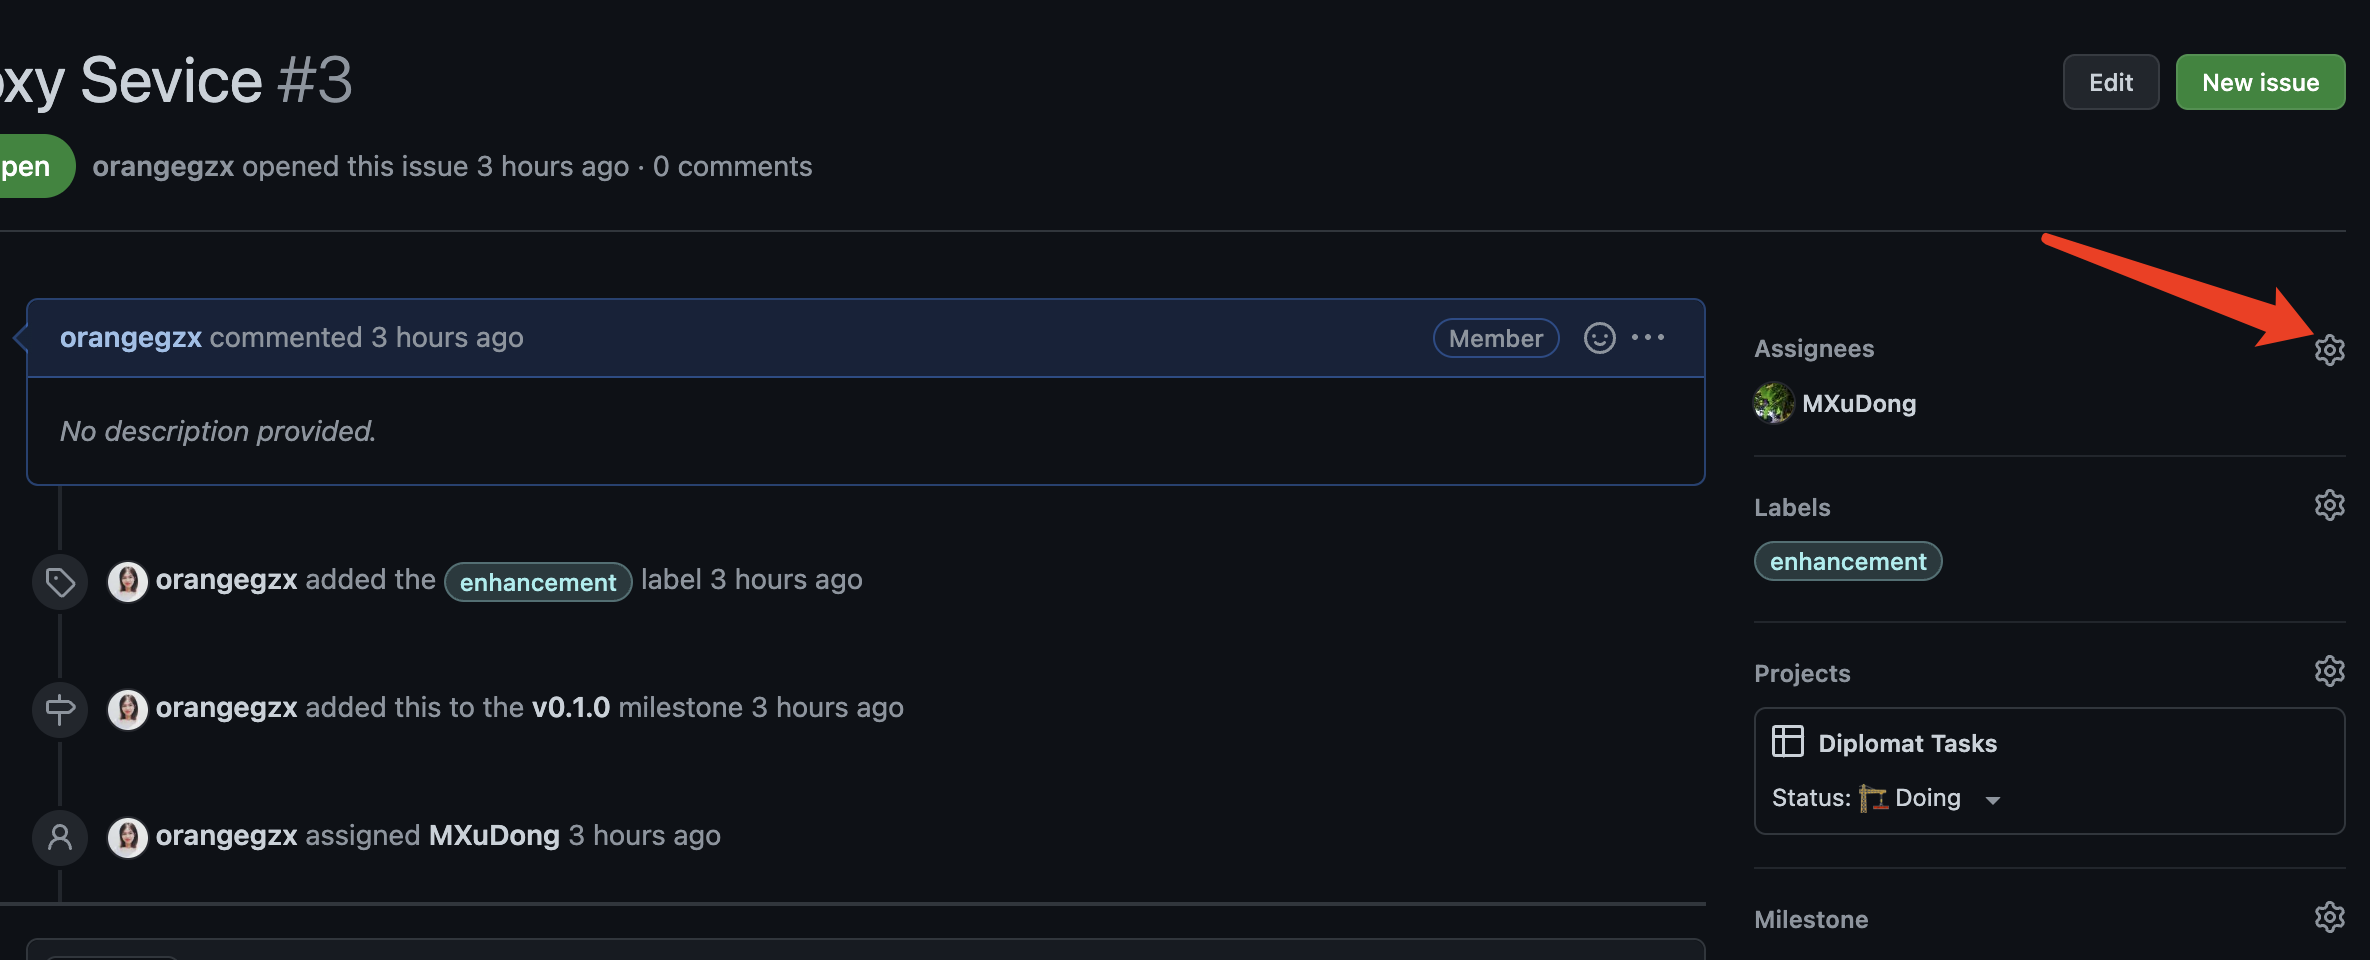 oxy Sevice #3
Edit
New issue
pen
orangegzx opened this issue 3 hours ago · 0 comments
orangegzx commented 3 hours ago
Member
No description provided.
orangegzx added the enhancement label 3 hours ago
orangegzx added this to the v0.1.0 milestone 3 hours ago
orangegzx assigned MXuDong 3 hours ago
Assignees
MXuDong
Labels
enhancement
Projects
Diplomat Tasks
Status: 🏗 Doing
Milestone